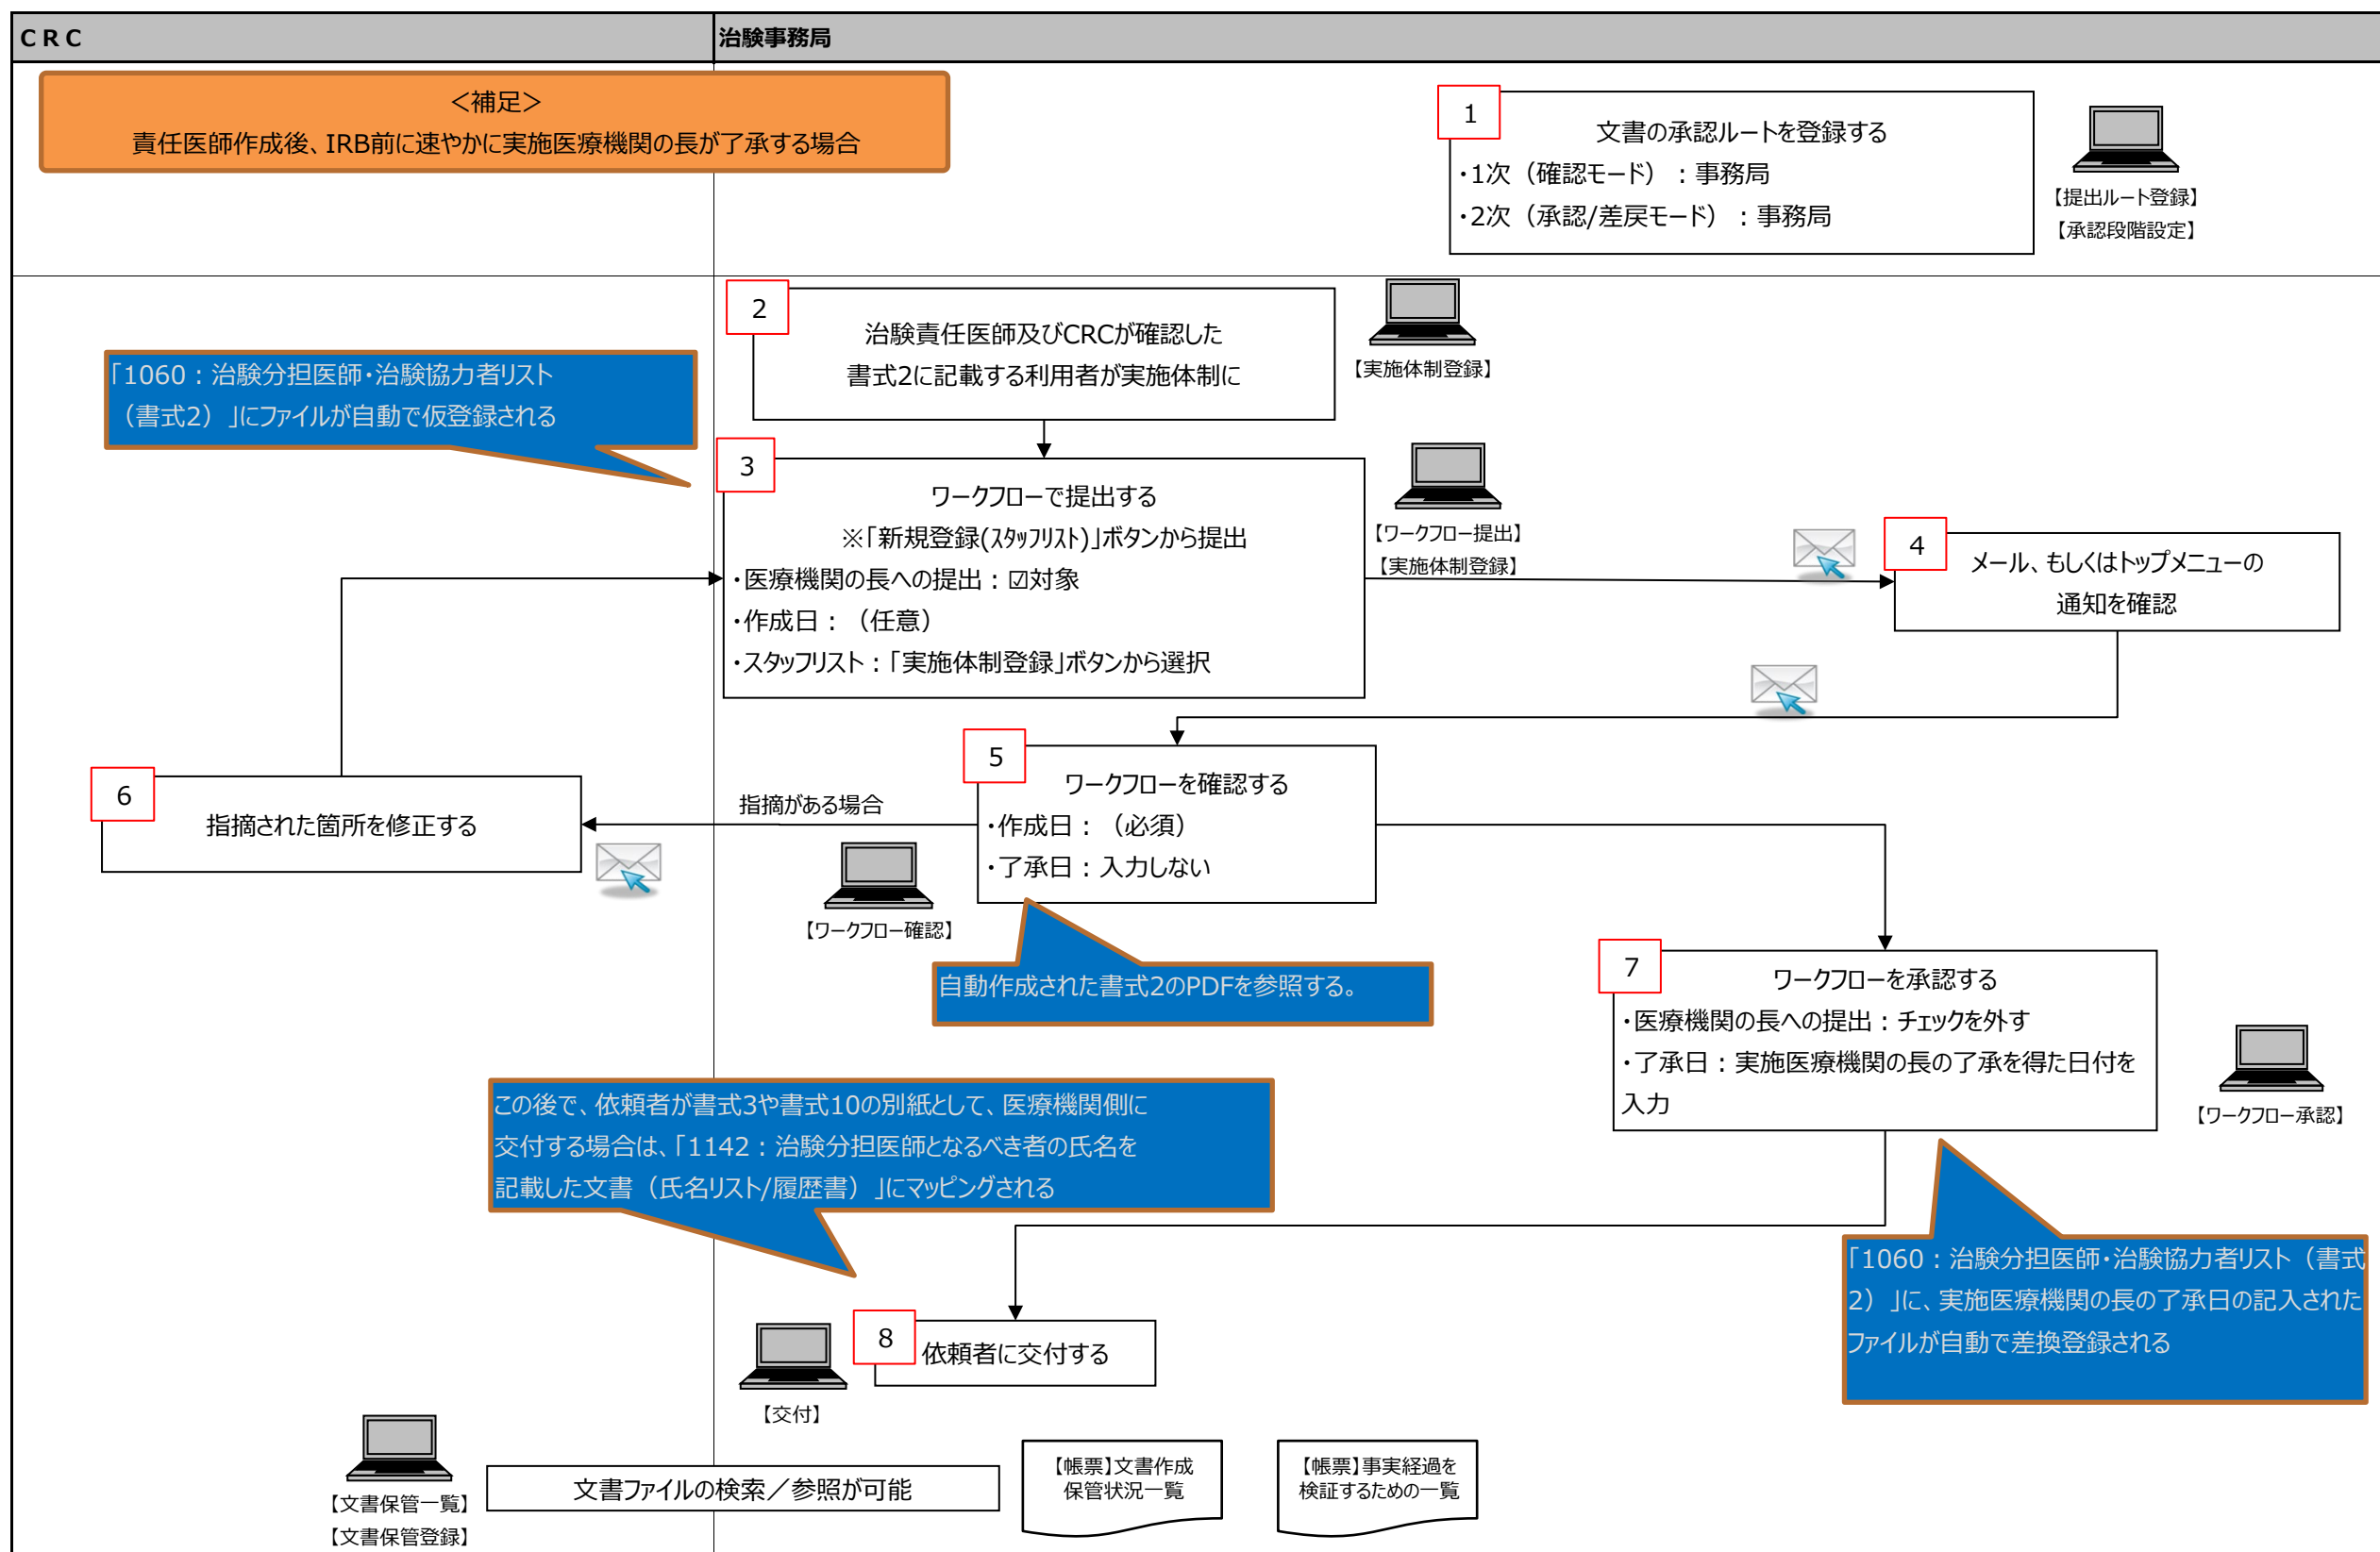 ＣＲＣ
治験事務局
＜補足＞
責任医師作成後、IRB前に速やかに実施医療機関の長が了承する場合
1
文書の承認ルートを登録する
・1次（確認モード）：事務局
・2次（承認/差戻モード）：事務局
【提出ルート登録】
【承認段階設定】
2
治験責任医師及びCRCが確認した
書式2に記載する利用者が実施体制に
【実施体制登録】
「1060：治験分担医師・治験協力者リスト
（書式2）」にファイルが自動で仮登録される
3
ワークフローで提出する
※「新規登録(ｽﾀｯﾌﾘｽﾄ)」ボタンから提出
・医療機関の長への提出：☑対象
・作成日：（任意）
・スタッフリスト：「実施体制登録」ボタンから選択
【ワークフロー提出】
【実施体制登録】
4
メール、もしくはトップメニューの
通知を確認
5
ワークフローを確認する
・作成日：（必須）
・了承日：入力しない
指摘がある場合
6
指摘された箇所を修正する
【ワークフロー確認】
自動作成された書式2のPDFを参照する。
7
ワークフローを承認する
・医療機関の長への提出：チェックを外す
・了承日：実施医療機関の長の了承を得た日付を
入力
【ワークフロー承認】
この後で、依頼者が書式3や書式10の別紙として、医療機関側に
交付する場合は、「1142：治験分担医師となるべき者の氏名を
記載した文書（氏名リスト/履歴書）」にマッピングされる
「1060：治験分担医師・治験協力者リスト（書式
2）」に、実施医療機関の長の了承日の記入された
ファイルが自動で差換登録される
8
依頼者に交付する
【交付】
【文書保管一覧】
【文書保管登録】
文書ファイルの検索／参照が可能
【帳票】文書作成
保管状況一覧
【帳票】事実経過を
検証するための一覧